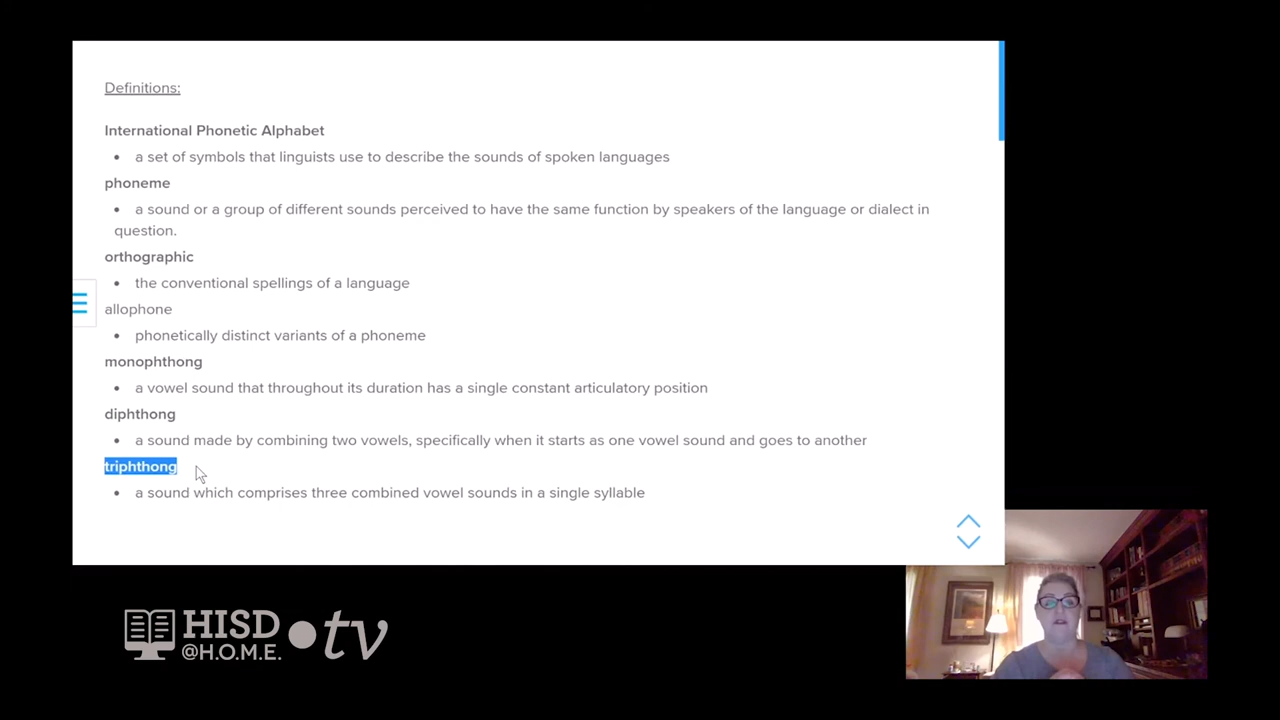 Definitions:
International Phonetic Alphabet
• a set of symbols that linguists use to describe the sounds of spoken languages
phoneme
• a sound or a group of different sounds perceived to have the same function by speakers of the language or dialect in
question.
orthographic
• the conventional spellings of a language
allophone
• phonetically distinct variants of a phoneme
monophthong
• a vowel sound that throughout its duration has a single constant articulatory position
diphthong
• a sound made by combining two vowels, specifically when it starts as one vowel sound and goes to another
triphthong
• a sound which comprises three combined vowel sounds in a single syllable
HISD
@H.O.M.E.
•tv